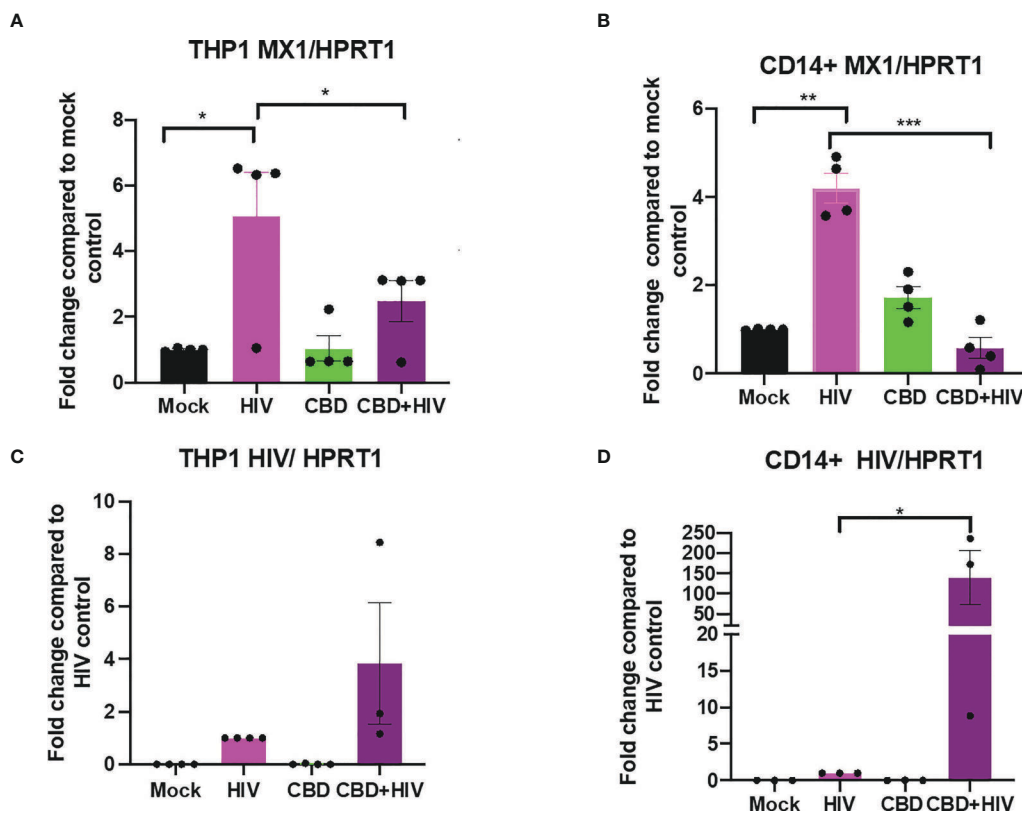 A
THP1 MX1/HPRT1
Fold change compared to mock
control
8
6
4
2
0
*
*
Mock HIV CBD CBD+HIV
B
CD14+ MX1/HPRT1
Fold change compared to mock
control
6
4
2
0
**
***
Mock HIV CBD CBD+HIV
C
THP1 HIV/ HPRT1
Fold change compared to
HIV control
10
8
6
4
2
0
Mock HIV CBD CBD+HIV
D
CD14+ HIV/HPRT1
Fold change compared to
HIV control
250
200
150
100
50
20
15
10
5
0
*
Mock HIV CBD CBD+HIV